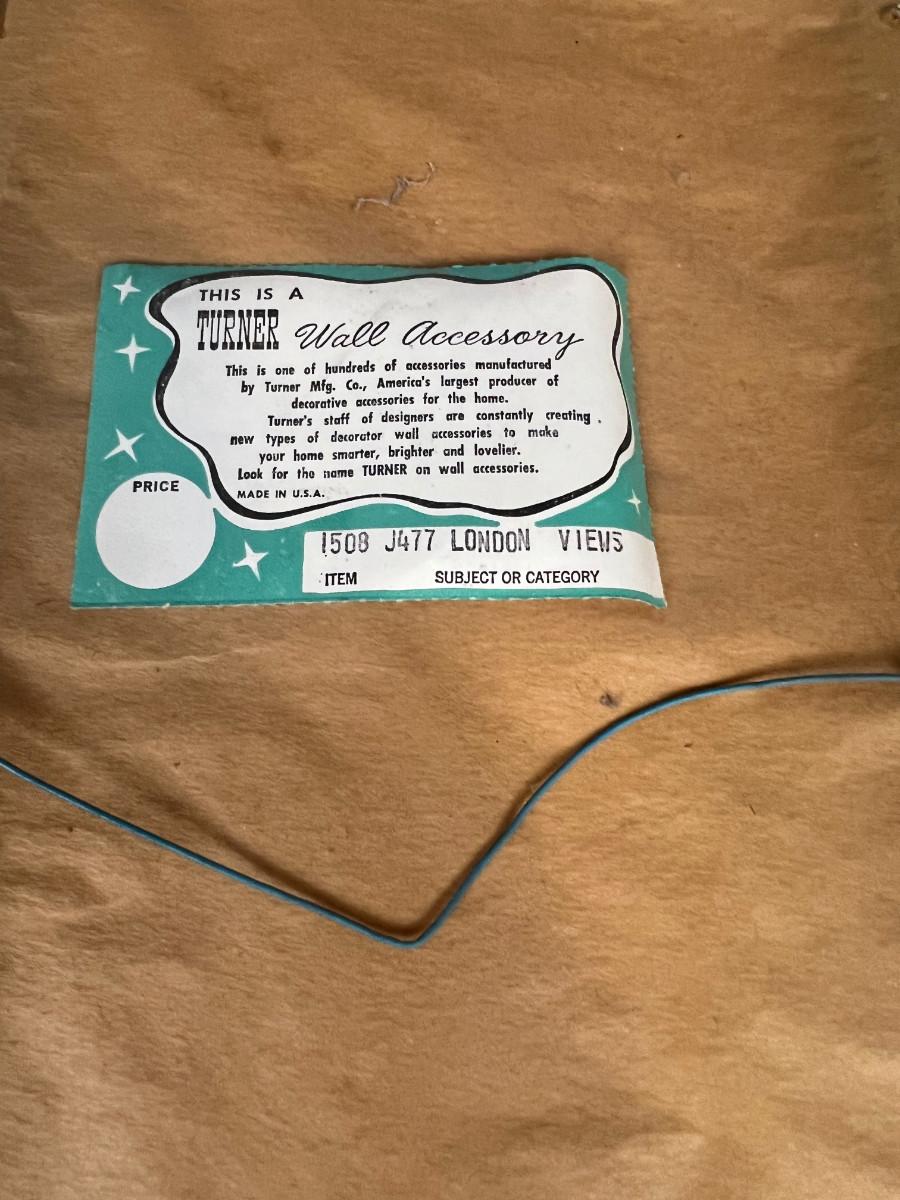 THIS IS A
TURNER Wall Accessory
This is one of hundreds of accessories manufactured
by Turner Mfg. Co., America's largest producer of
decorative accessories for the home.
Turner's staff of designers are constantly creating
new types of decorator wall accessories to make
your home smarter, brighter and lovelier.
Look for the name TURNER on wall accessories.
MADE IN U.S.A.
PRICE
1508 J477 LONDON VIEWS
ITEM SUBJECT OR CATEGORY